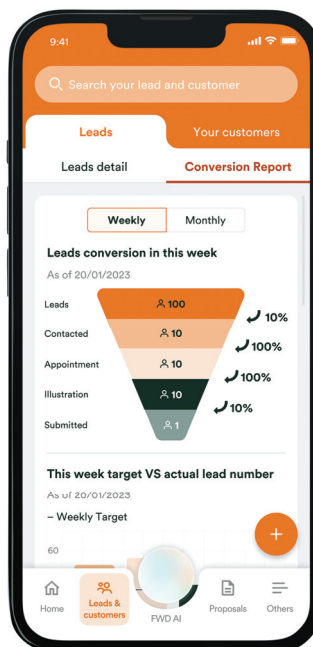 9:41
Search your lead and customer
Leads Your customers
Leads detail Conversion Report
Weekly Monthly
Leads conversion in this week
As of 20/01/2023
Leads 100
10%
Contacted 10
100%
Appointment 10
100%
Illustration 10
10%
Submitted 1
This week target VS actual lead number
As of 20/01/2023
– Weekly Target
+
60
Home Leads & customers FWD AI Proposals Others